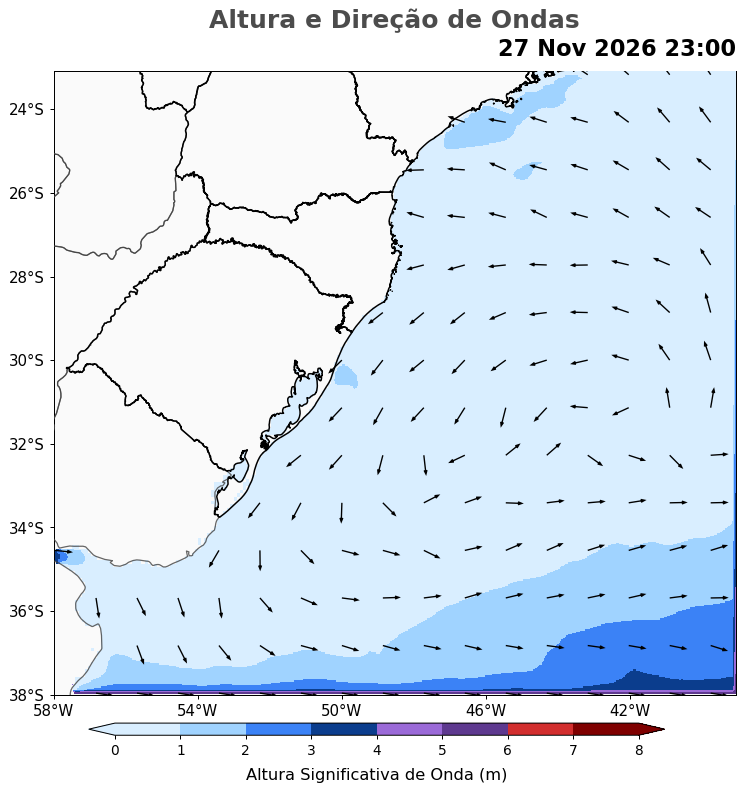 Altura e Direção de Ondas
27 Nov 2026 23:00
24°S
26°S
28°S
30°S
32°S
34°S
36°S
38°S
58°W 54°W 50°W 46°W 42°W
0 1 2 3 4 5 6 7 8
Altura Significativa de Onda (m)